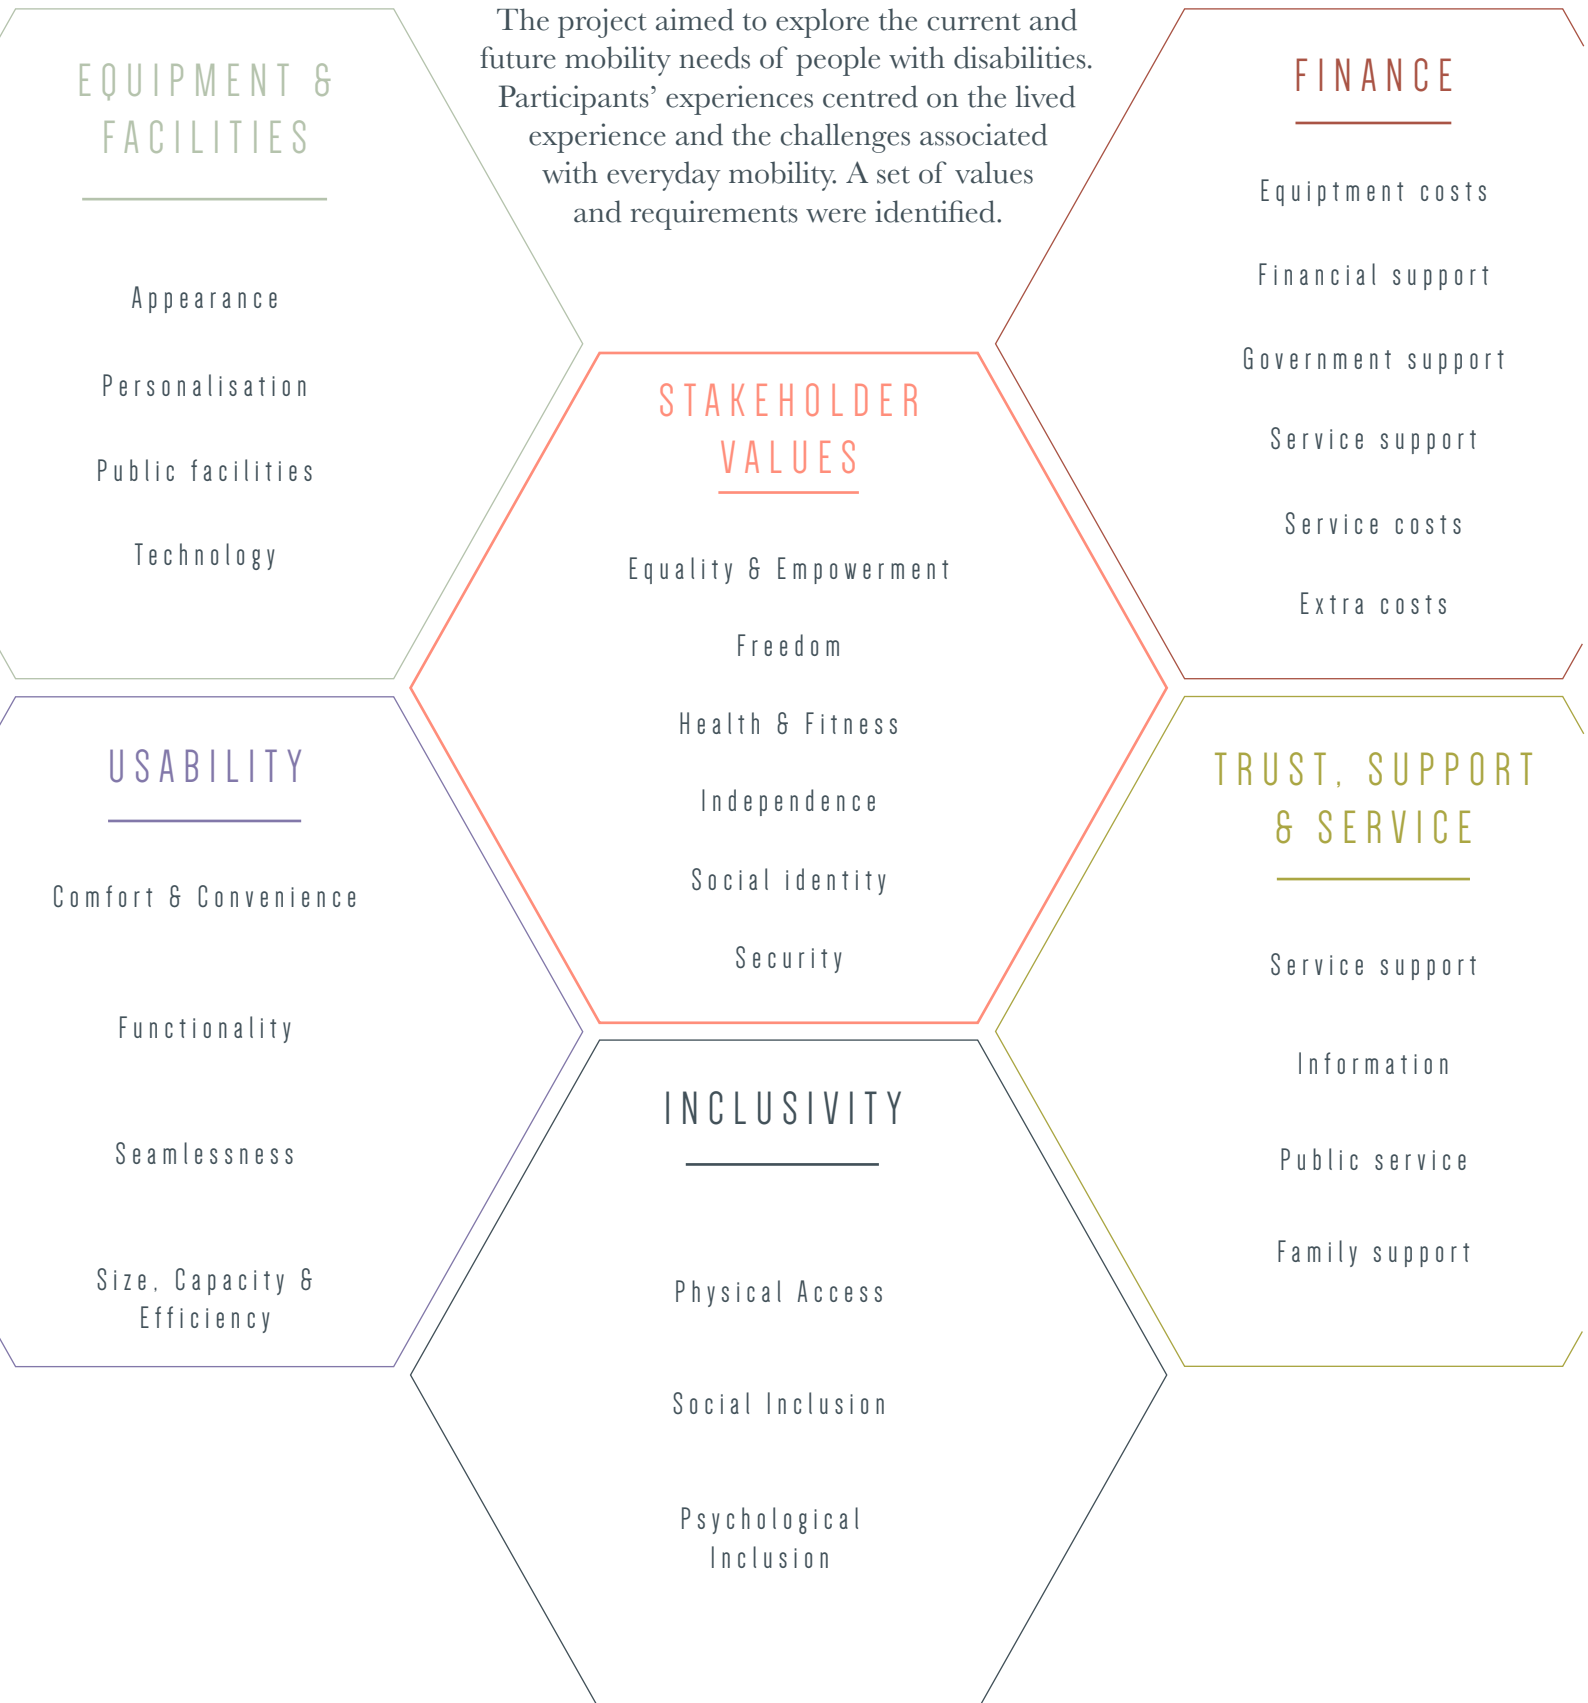 The project aimed to explore the current and
future mobility needs of people with disabilities.
Participants’ experiences centred on the lived
experience and the challenges associated
with everyday mobility. A set of values
and requirements were identified.
EQUIPMENT &
FACILITIES
Appearance
Personalisation
Public facilities
Technology
FINANCE
Equiptment costs
Financial support
Government support
Service support
Service costs
Extra costs
STAKEHOLDER
VALUES
Equality & Empowerment
Freedom
Health & Fitness
Independence
Social identity
Security
USABILITY
Comfort & Convenience
Functionality
Seamlessness
Size, Capacity &
Efficiency
TRUST, SUPPORT
& SERVICE
Service support
Information
Public service
Family support
INCLUSIVITY
Physical Access
Social Inclusion
Psychological
Inclusion